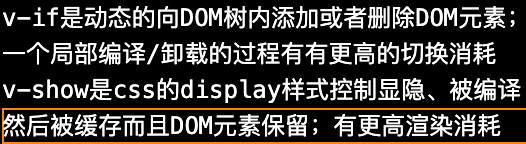 v-if是动态的向DOM树内添加或者删除DOM元素；
一个局部编译/卸载的过程有有更高的切换消耗
v-show是css的display样式控制显隐、被编译
然后被缓存而且DOM元素保留；有更高渲染消耗